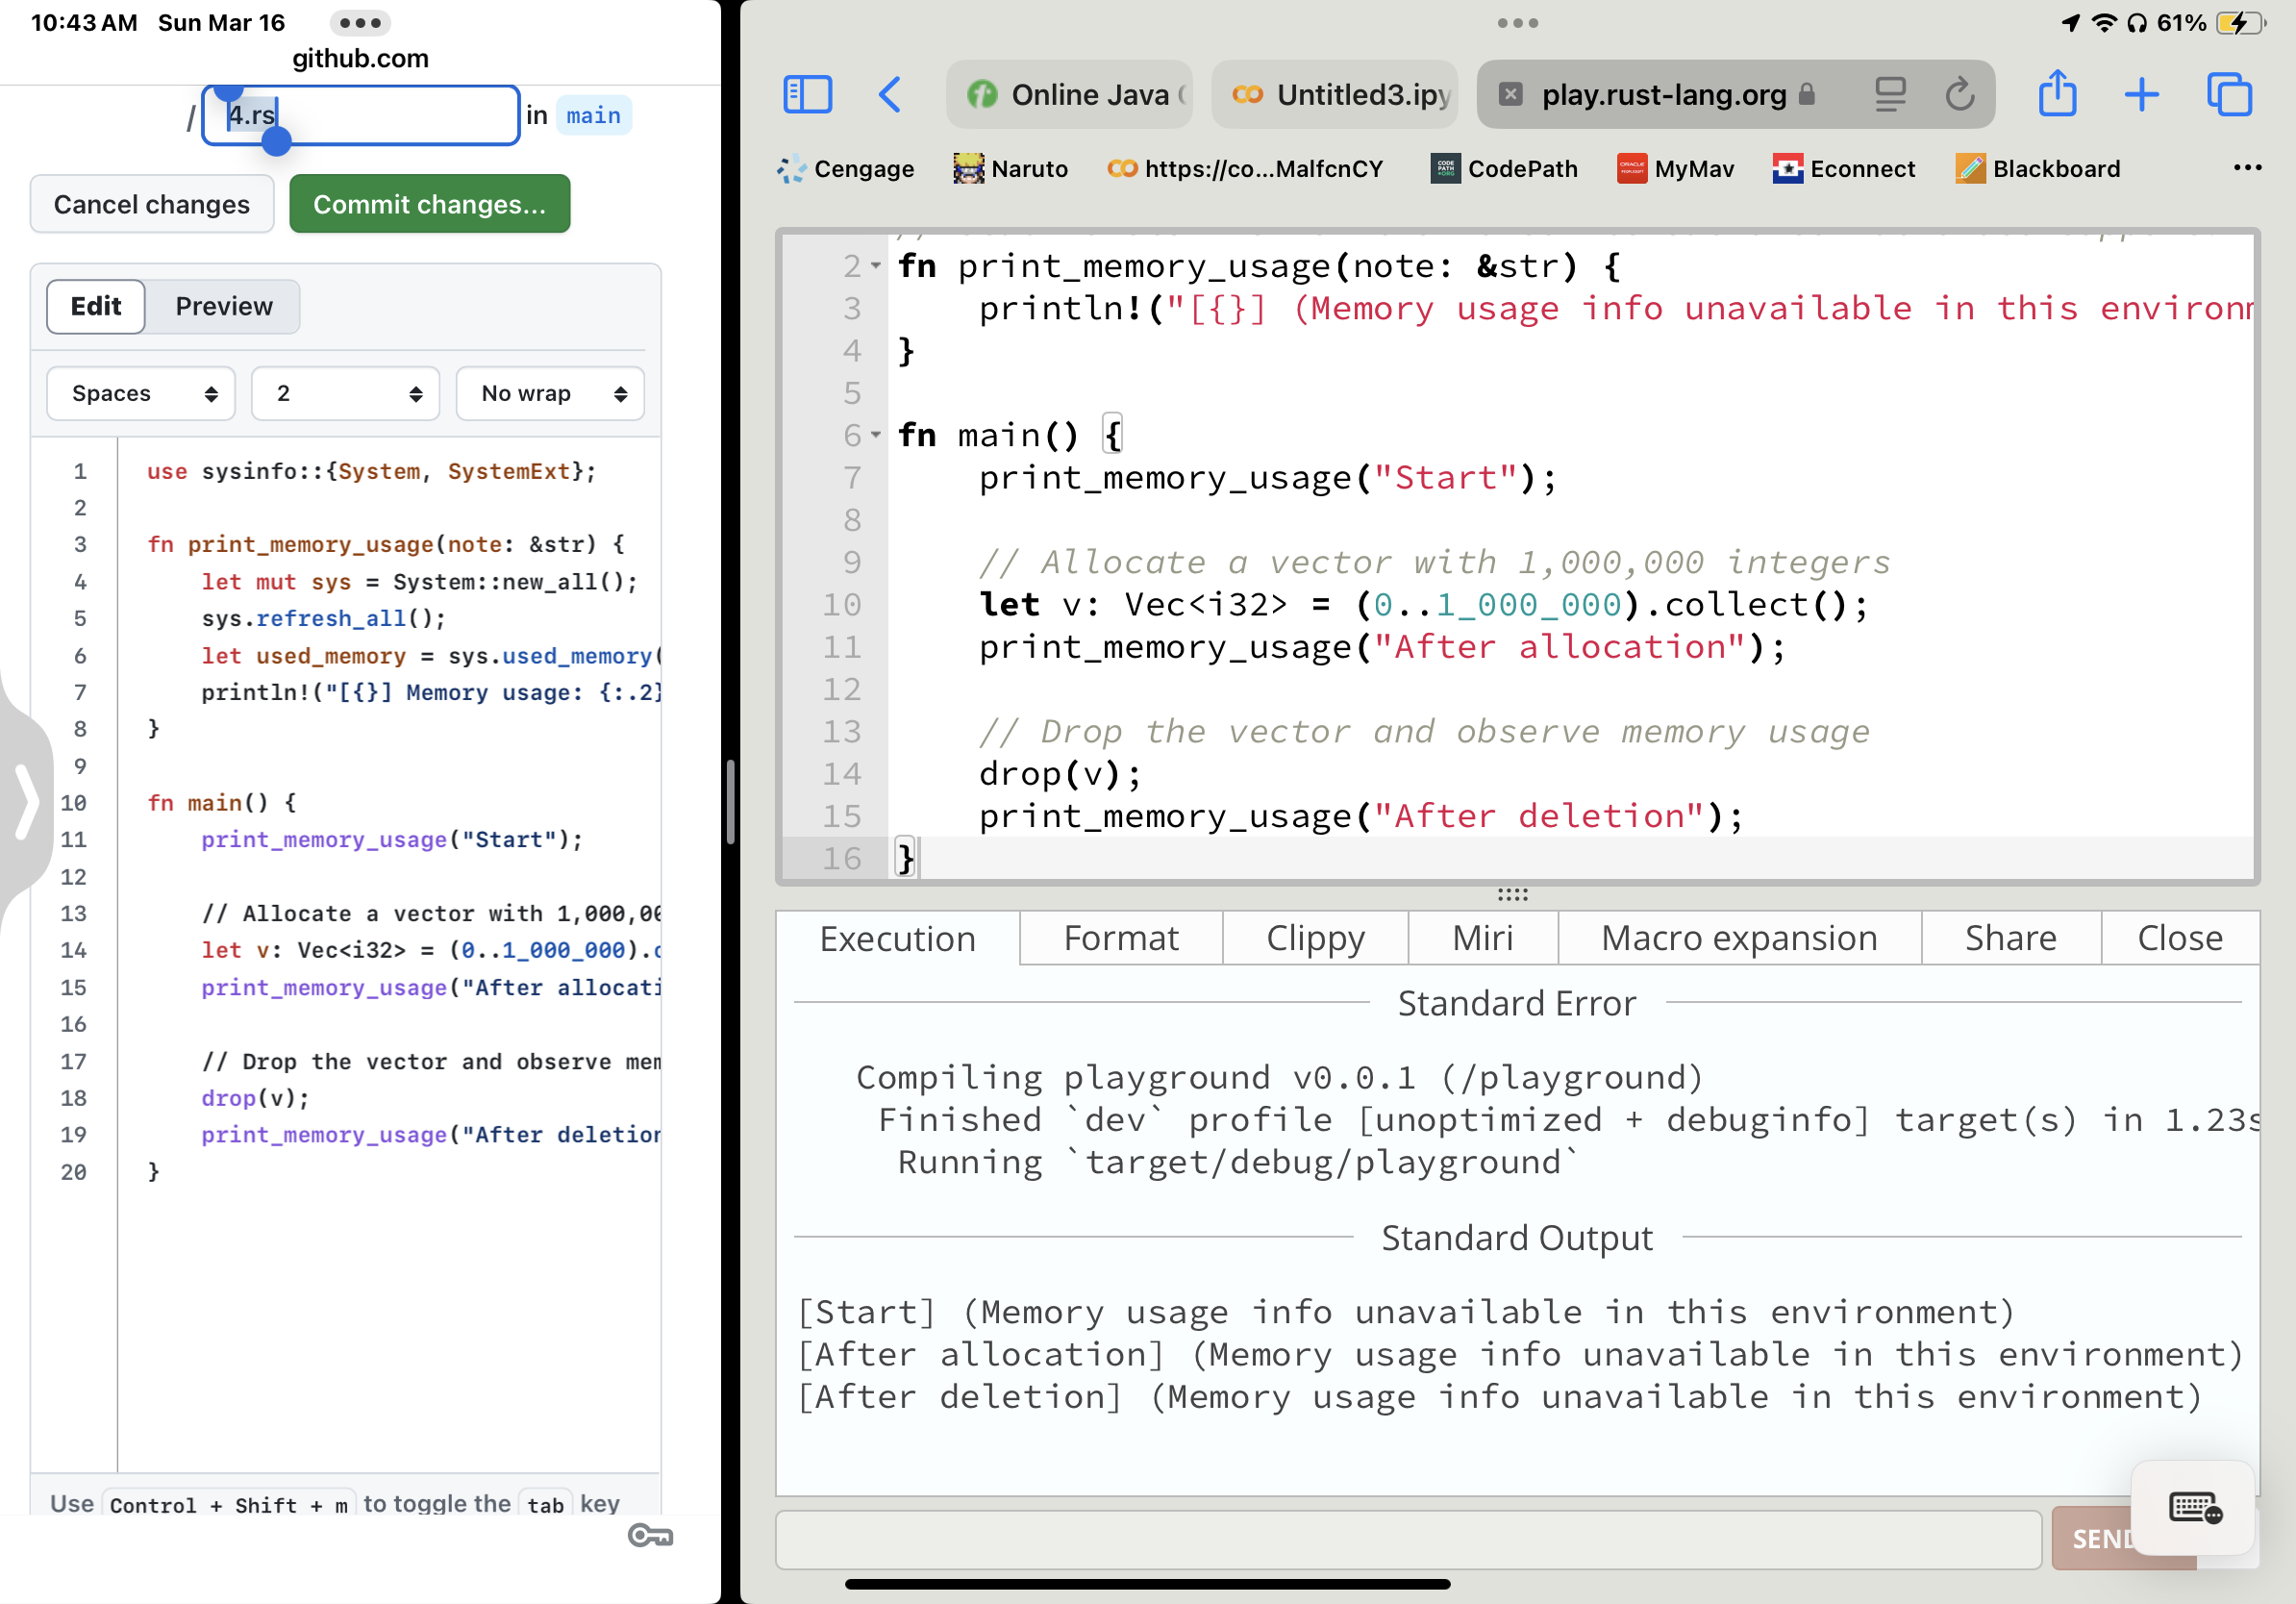 10:43 AM Sun Mar 16
github.com
/ 4.rs in main
Cancel changes Commit changes...
Edit Preview
Spaces 2 No wrap
1 use sysinfo::{System, SystemExt};
2
3 fn print_memory_usage(note: &str) {
4 let mut sys = System::new_all();
5 sys.refresh_all();
6 let used_memory = sys.used_memory(
7 println!("[{}] Memory usage: {:.2}
8 }
9
10 fn main() {
11 print_memory_usage("Start");
12
13 // Allocate a vector with 1,000,00
14 let v: Vec<i32> = (0..1_000_000).c
15 print_memory_usage("After allocati
16
17 // Drop the vector and observe mem
18 drop(v);
19 print_memory_usage("After deletion
20 }
Use Control + Shift + m to toggle the tab key
61%
Online Java Untitled3.ipy play.rust-lang.org
Cengage Naruto https://co...MalfcnCY CodePath MyMav Econnect Blackboard
2 fn print_memory_usage(note: &str) {
3 println!("[{}] (Memory usage info unavailable in this environm
4 }
5
6 fn main() {
7 print_memory_usage("Start");
8
9 // Allocate a vector with 1,000,000 integers
10 let v: Vec<i32> = (0..1_000_000).collect();
11 print_memory_usage("After allocation");
12
13 // Drop the vector and observe memory usage
14 drop(v);
15 print_memory_usage("After deletion");
16 }
Execution Format Clippy Miri Macro expansion Share Close
Standard Error
Compiling playground v0.0.1 (/playground)
Finished `dev` profile [unoptimized + debuginfo] target(s) in 1.23s
Running `target/debug/playground`
Standard Output
[Start] (Memory usage info unavailable in this environment)
[After allocation] (Memory usage info unavailable in this environment)
[After deletion] (Memory usage info unavailable in this environment)
SEND